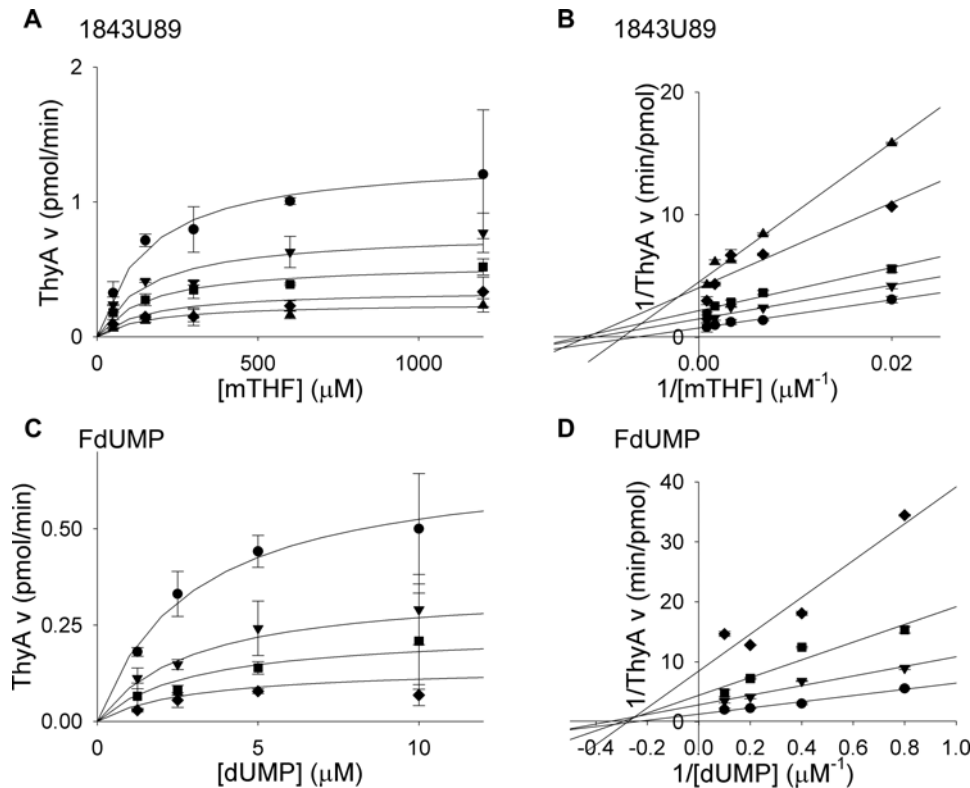 A 1843U89
ThyA v (pmol/min)
2
1
0
0 500 1000
[mTHF] (μM)
B 1843U89
1/ThyA v (min/pmol)
20
10
0
0.00 0.02
1/[mTHF] (μM⁻¹)
C FdUMP
ThyA v (pmol/min)
0.50
0.25
0.00
0 5 10
[dUMP] (μM)
D FdUMP
1/ThyA v (min/pmol)
40
30
20
10
0
-0.4 -0.2 0.0 0.2 0.4 0.6 0.8 1.0
1/[dUMP] (μM⁻¹)